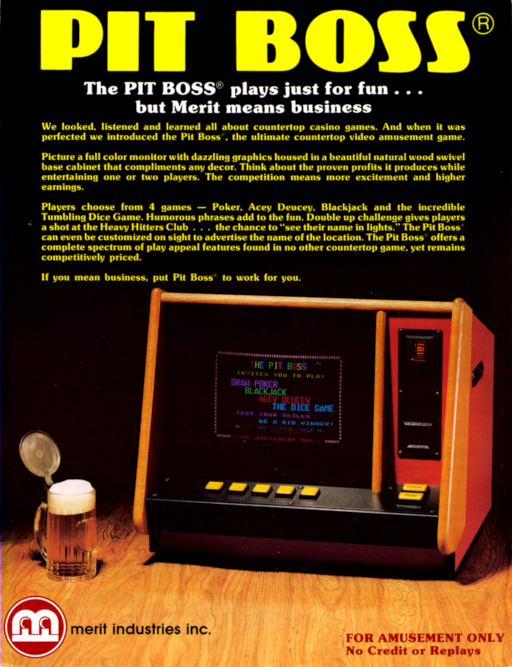 PIT BOSS®
The PIT BOSS® plays just for fun . . .
but Merit means business
We looked, listened and learned all about countertop casino games. And when it was
perfected we introduced the Pit Boss™, the ultimate countertop video amusement game.
Picture a full color monitor with dazzling graphics housed in a beautiful natural wood swivel
base cabinet that compliments any decor. Think about the proven profits it produces while
entertaining one or two players. The competition means more excitement and higher
earnings.
Players choose from 4 games — Poker, Acey Deucey, Blackjack and the incredible
Tumbling Dice Game. Humorous phrases add to the fun. Double up challenge gives players
a shot at the Heavy Hitters Club . . . the chance to “see their name in lights.” The Pit Boss™
can even be customized on sight to advertise the name of the location. The Pit Boss™ offers a
complete spectrum of play appeal features found in no other countertop game, yet remains
competitively priced.
If you mean business, put Pit Boss™ to work for you.
THE PIT BOSS ™
INVITES YOU TO PLAY
DRAW POKER
BLACKJACK
ACEY DEUCEY
THE DICE GAME
TEST YOUR SKILLS
BE A BIG WINNER!
FOR AMUSEMENT ONLY
m
merit industries inc.
FOR AMUSEMENT ONLY
No Credit or Replays